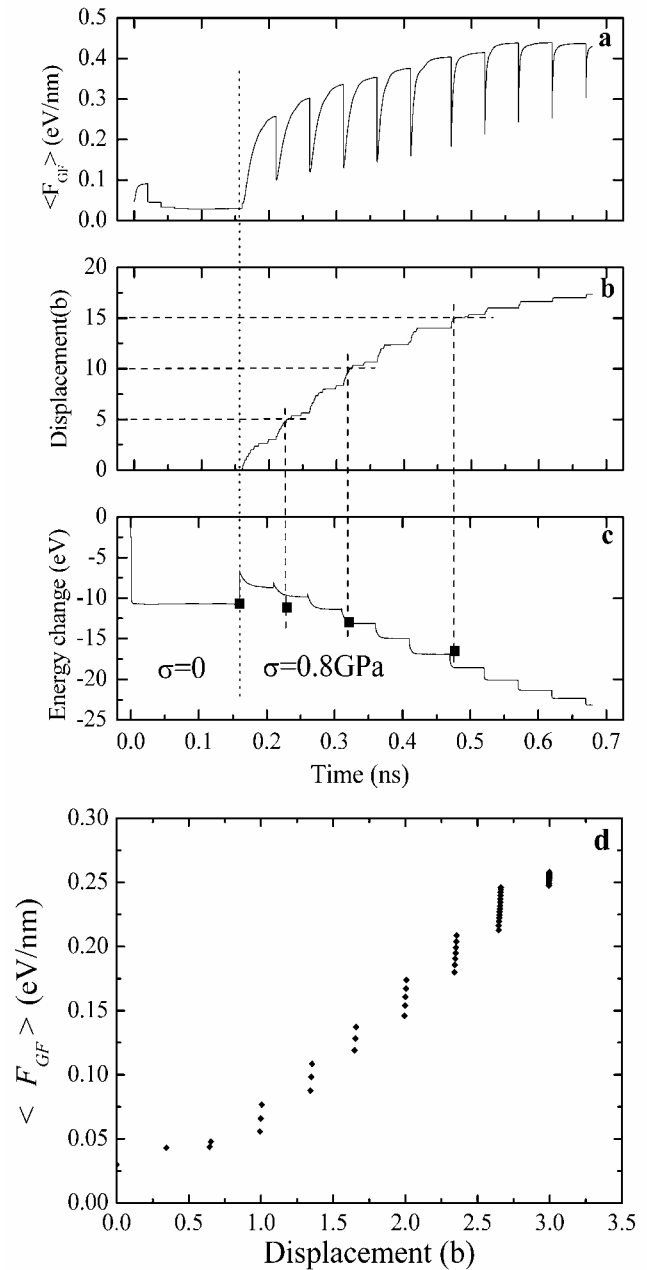 a
0.5
0.4
0.3
0.2
0.1
0.0
<F_GF> (eV/nm)
b
20
15
10
5
0
Displacement(b)
c
0
-5
-10
-15
-20
-25
Energy change (eV)
σ=0
σ=0.8GPa
0.0 0.1 0.2 0.3 0.4 0.5 0.6 0.7
Time (ns)
d
0.30
0.25
0.20
0.15
0.10
0.05
0.00
< F_GF > (eV/nm)
0.0 0.5 1.0 1.5 2.0 2.5 3.0 3.5
Displacement (b)